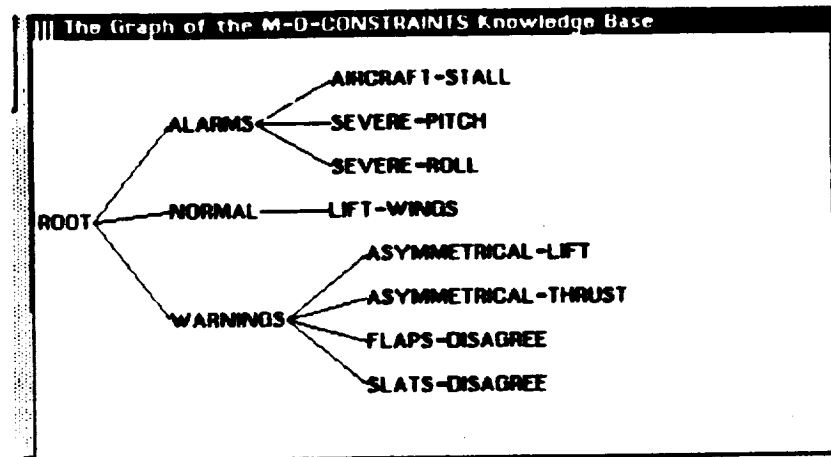 The Graph of the M-D-CONSTRAINTS Knowledge Base
AIRCRAFT-STALL
ALARMS
SEVERE-PITCH
SEVERE-ROLL
ROOT
NORMAL
LIFT-WINGS
ASYMMETRICAL-LIFT
ASYMMETRICAL-THRUST
WARNINGS
FLAPS-DISAGREE
SLATS-DISAGREE